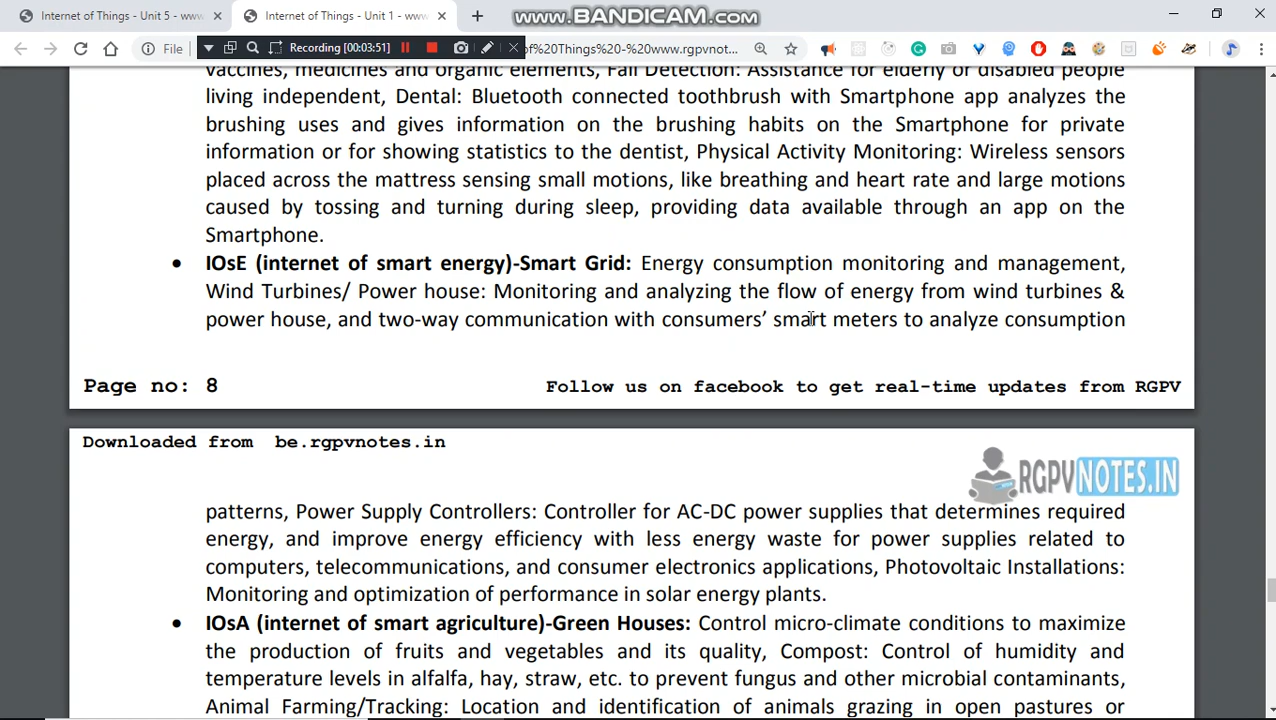 www.BANDICAM.com
Internet of Things - Unit 5 - www
Internet of Things - Unit 1 - www
File
Recording [00:03:51]
of%20Things%20-%20www.rgpvnot...
vaccines, medicines and organic elements, Fall Detection: Assistance for elderly or disabled people
living independent, Dental: Bluetooth connected toothbrush with Smartphone app analyzes the
brushing uses and gives information on the brushing habits on the Smartphone for private
information or for showing statistics to the dentist, Physical Activity Monitoring: Wireless sensors
placed across the mattress sensing small motions, like breathing and heart rate and large motions
caused by tossing and turning during sleep, providing data available through an app on the
Smartphone.
• IOsE (internet of smart energy)-Smart Grid: Energy consumption monitoring and management,
Wind Turbines/ Power house: Monitoring and analyzing the flow of energy from wind turbines &
power house, and two-way communication with consumers’ smart meters to analyze consumption
Page no: 8
Follow us on facebook to get real-time updates from RGPV
Downloaded from be.rgpvnotes.in
RGPVNOTES.IN
patterns, Power Supply Controllers: Controller for AC-DC power supplies that determines required
energy, and improve energy efficiency with less energy waste for power supplies related to
computers, telecommunications, and consumer electronics applications, Photovoltaic Installations:
Monitoring and optimization of performance in solar energy plants.
• IOsA (internet of smart agriculture)-Green Houses: Control micro-climate conditions to maximize
the production of fruits and vegetables and its quality, Compost: Control of humidity and
temperature levels in alfalfa, hay, straw, etc. to prevent fungus and other microbial contaminants,
Animal Farming/Tracking: Location and identification of animals grazing in open pastures or